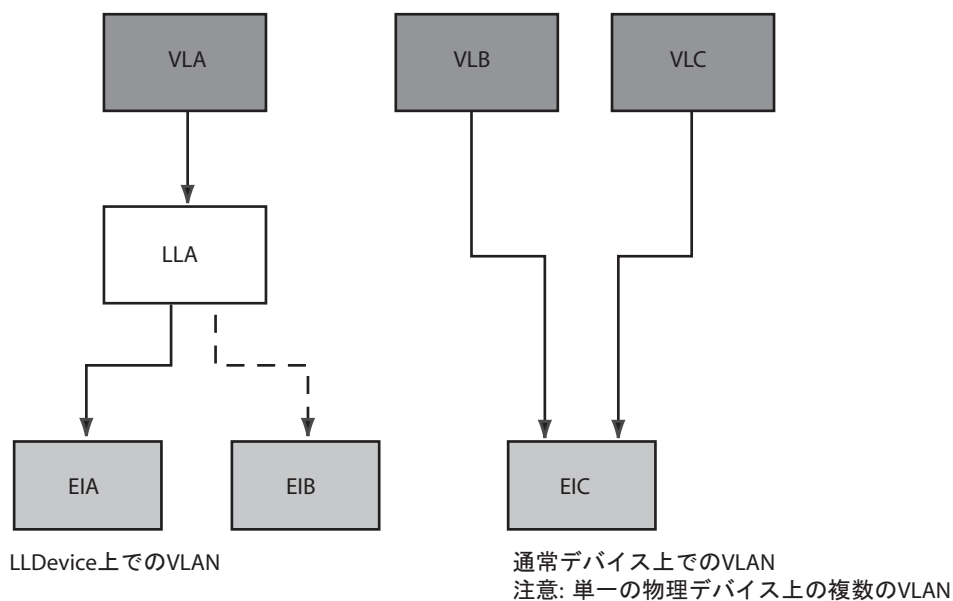 VLA
VLB
VLC
LLA
EIA
EIB
EIC
LLDevice上でのVLAN
通常デバイス上でのVLAN
注意: 単一の物理デバイス上の複数のVLAN